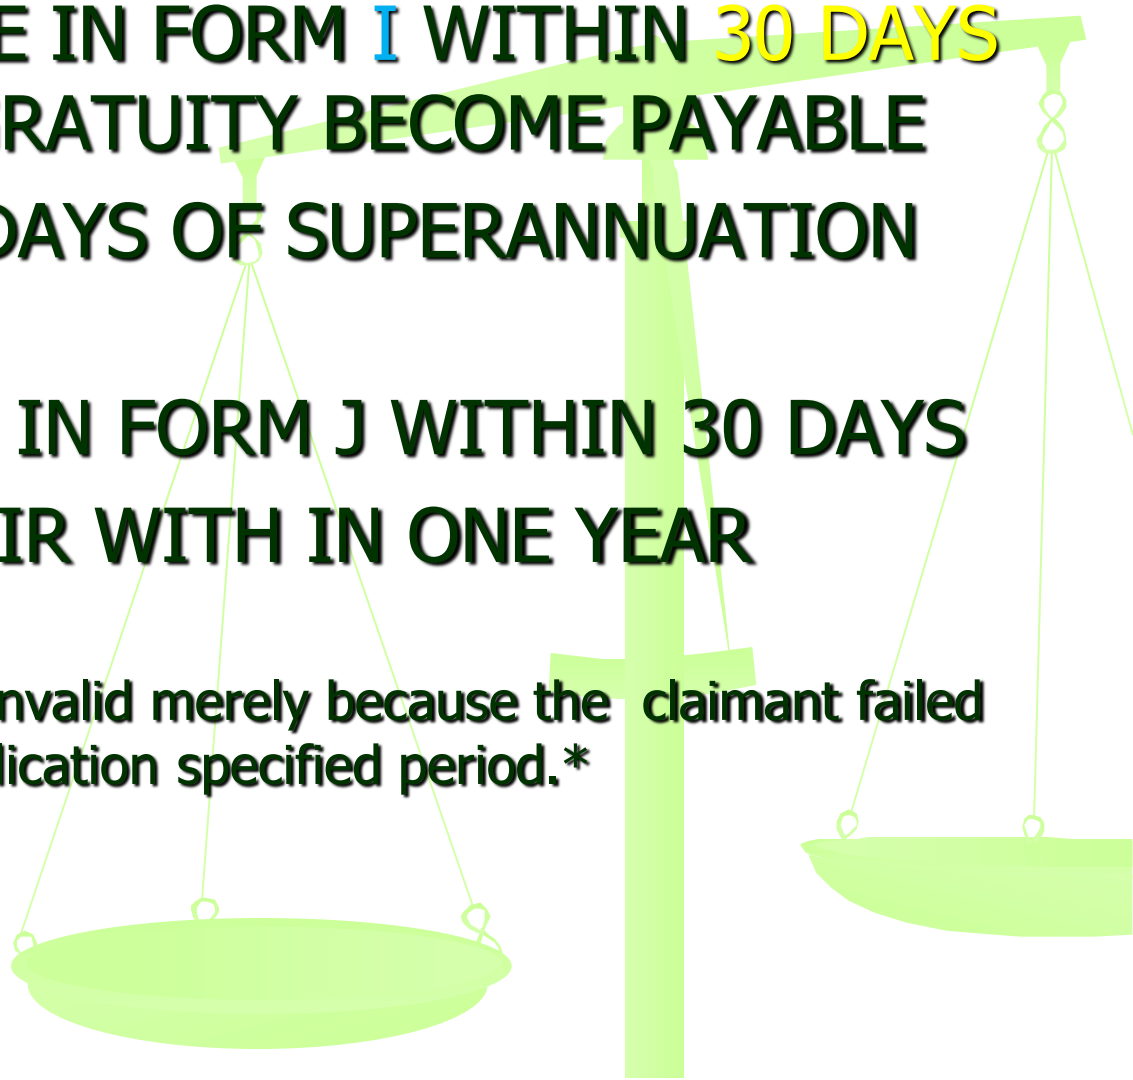 E IN FORM I WITHIN 30 DAYS
GRATUITY BECOME PAYABLE
DAYS OF SUPERANNUATION
IN FORM J WITHIN 30 DAYS
IR WITH IN ONE YEAR
nvalid merely because the claimant failed
lication specified period.*